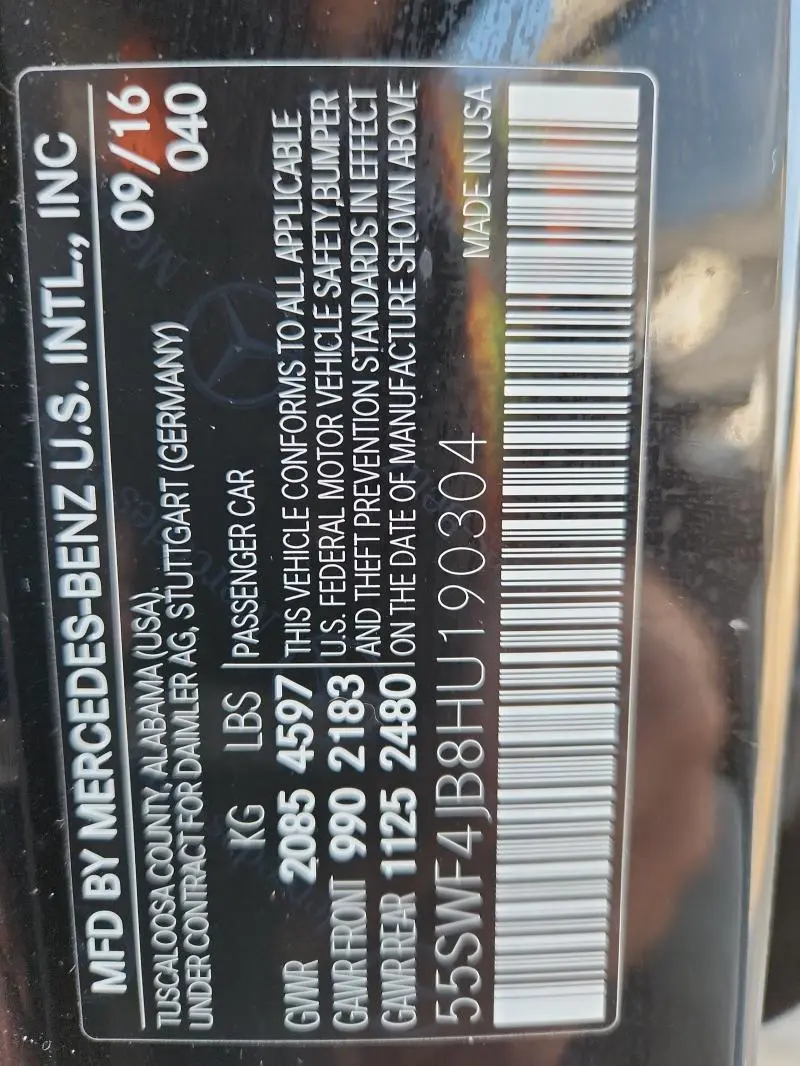 MFD BY MERCEDES-BENZ U.S. INTL., INC
TUSCALOOSA COUNTY, ALABAMA (USA), 09/16
UNDER CONTRACT FOR DAIMLER AG, STUTTGART (GERMANY) 040
KG LBS PASSENGER CAR
GVWR 2085 4597 THIS VEHICLE CONFORMS TO ALL APPLICABLE
GAWR FRONT 990 2183 U.S. FEDERAL MOTOR VEHICLE SAFETY,BUMPER
GAWR REAR 1125 2480 AND THEFT PREVENTION STANDARDS IN EFFECT
ON THE DATE OF MANUFACTURE SHOWN ABOVE
55SWF4JB8HU190304 MADE IN USA